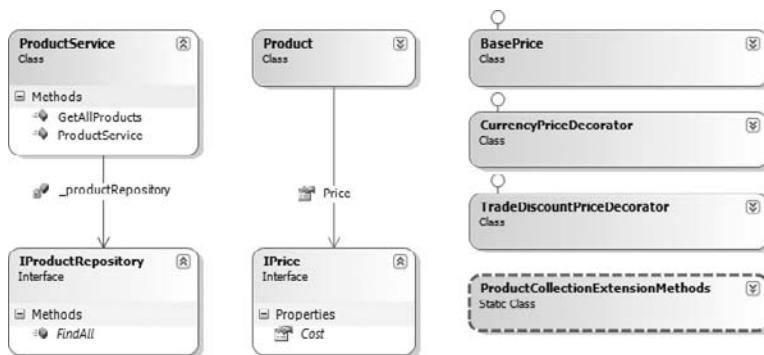 ProductService
Class
Methods
GetAllProducts
ProductService
_productRepository
IProductRepository
Interface
Methods
FindAll
Product
Class
Price
IPrice
Interface
Properties
Cost
BasePrice
Class
CurrencyPriceDecorator
Class
TradeDiscountPriceDecorator
Class
ProductCollectionExtensionMethods
Static Class